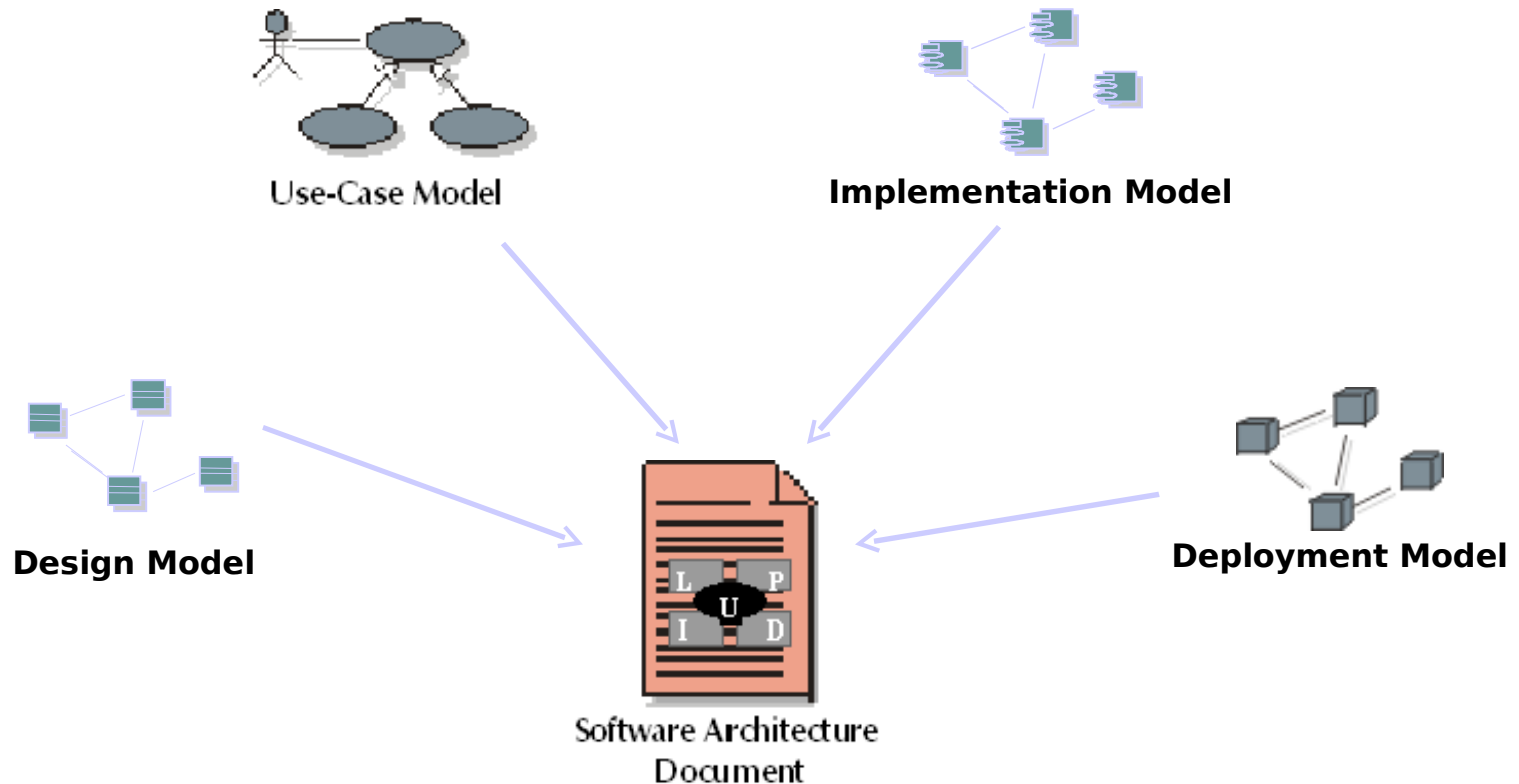 Use-Case Model
Implementation Model
Design Model
Deployment Model
L P
U
I D
Software Architecture
Document